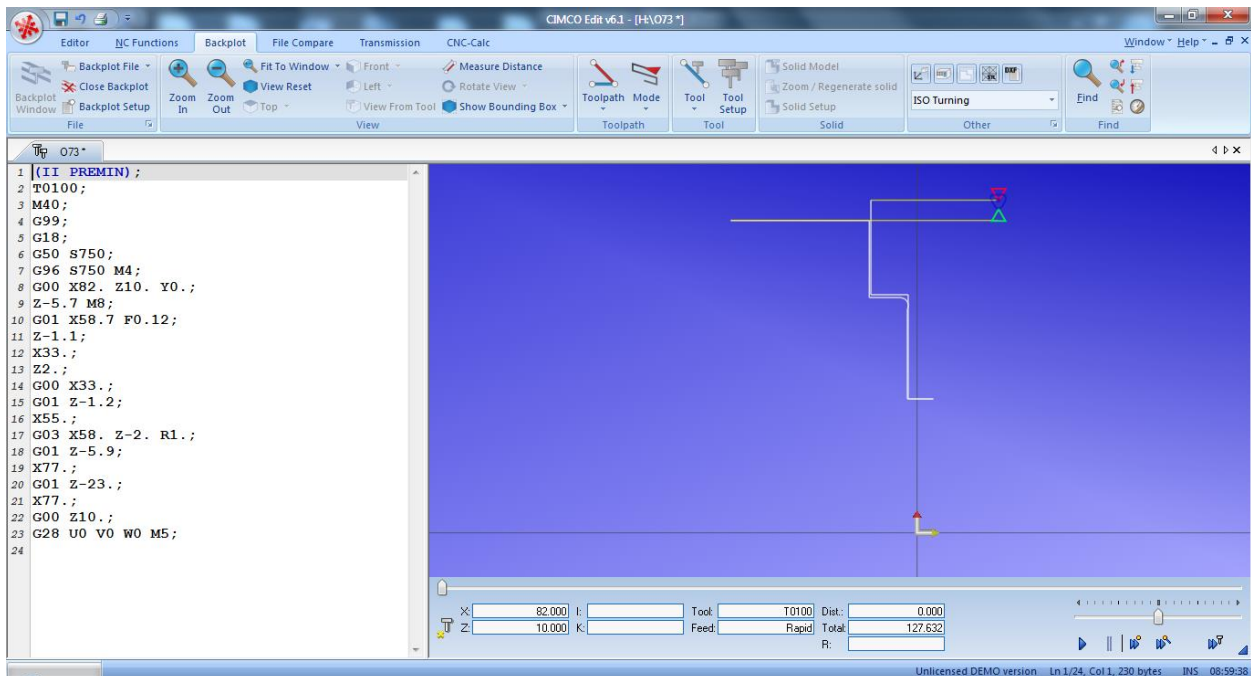 CIMCO Edit v6.1 - [H:\O73 *]
Editor NC Functions Backplot File Compare Transmission CNC-Calc Window Help
Backplot Window
Backplot File
Close Backplot
Backplot Setup
File
Zoom In
Zoom Out
Fit To Window
View Reset
Front
Left
Top
Measure Distance
Rotate View
View From Tool
Show Bounding Box
View
Toolpath
Mode
Toolpath
Tool
Tool Setup
Tool
Solid Model
Zoom / Regenerate solid
Solid Setup
Solid
DXF
ISO Turning
Other
Find
Find
O73*
1 (II PREMIN);
2 T0100;
3 M40;
4 G99;
5 G18;
6 G50 S750;
7 G96 S750 M4;
8 G00 X82. Z10. Y0.;
9 Z-5.7 M8;
10 G01 X58.7 F0.12;
11 Z-1.1;
12 X33.;
13 Z2.;
14 G00 X33.;
15 G01 Z-1.2;
16 X55.;
17 G03 X58. Z-2. R1.;
18 G01 Z-5.9;
19 X77.;
20 G01 Z-23.;
21 X77.;
22 G00 Z10.;
23 G28 U0 V0 W0 M5;
24
X: 82.000 I: Tool: T0100 Dist.: 0.000
Z: 10.000 K: Feed: Rapid Total: 127.632
R:
Unlicensed DEMO version Ln 1/24, Col 1, 230 bytes INS 08:59:38